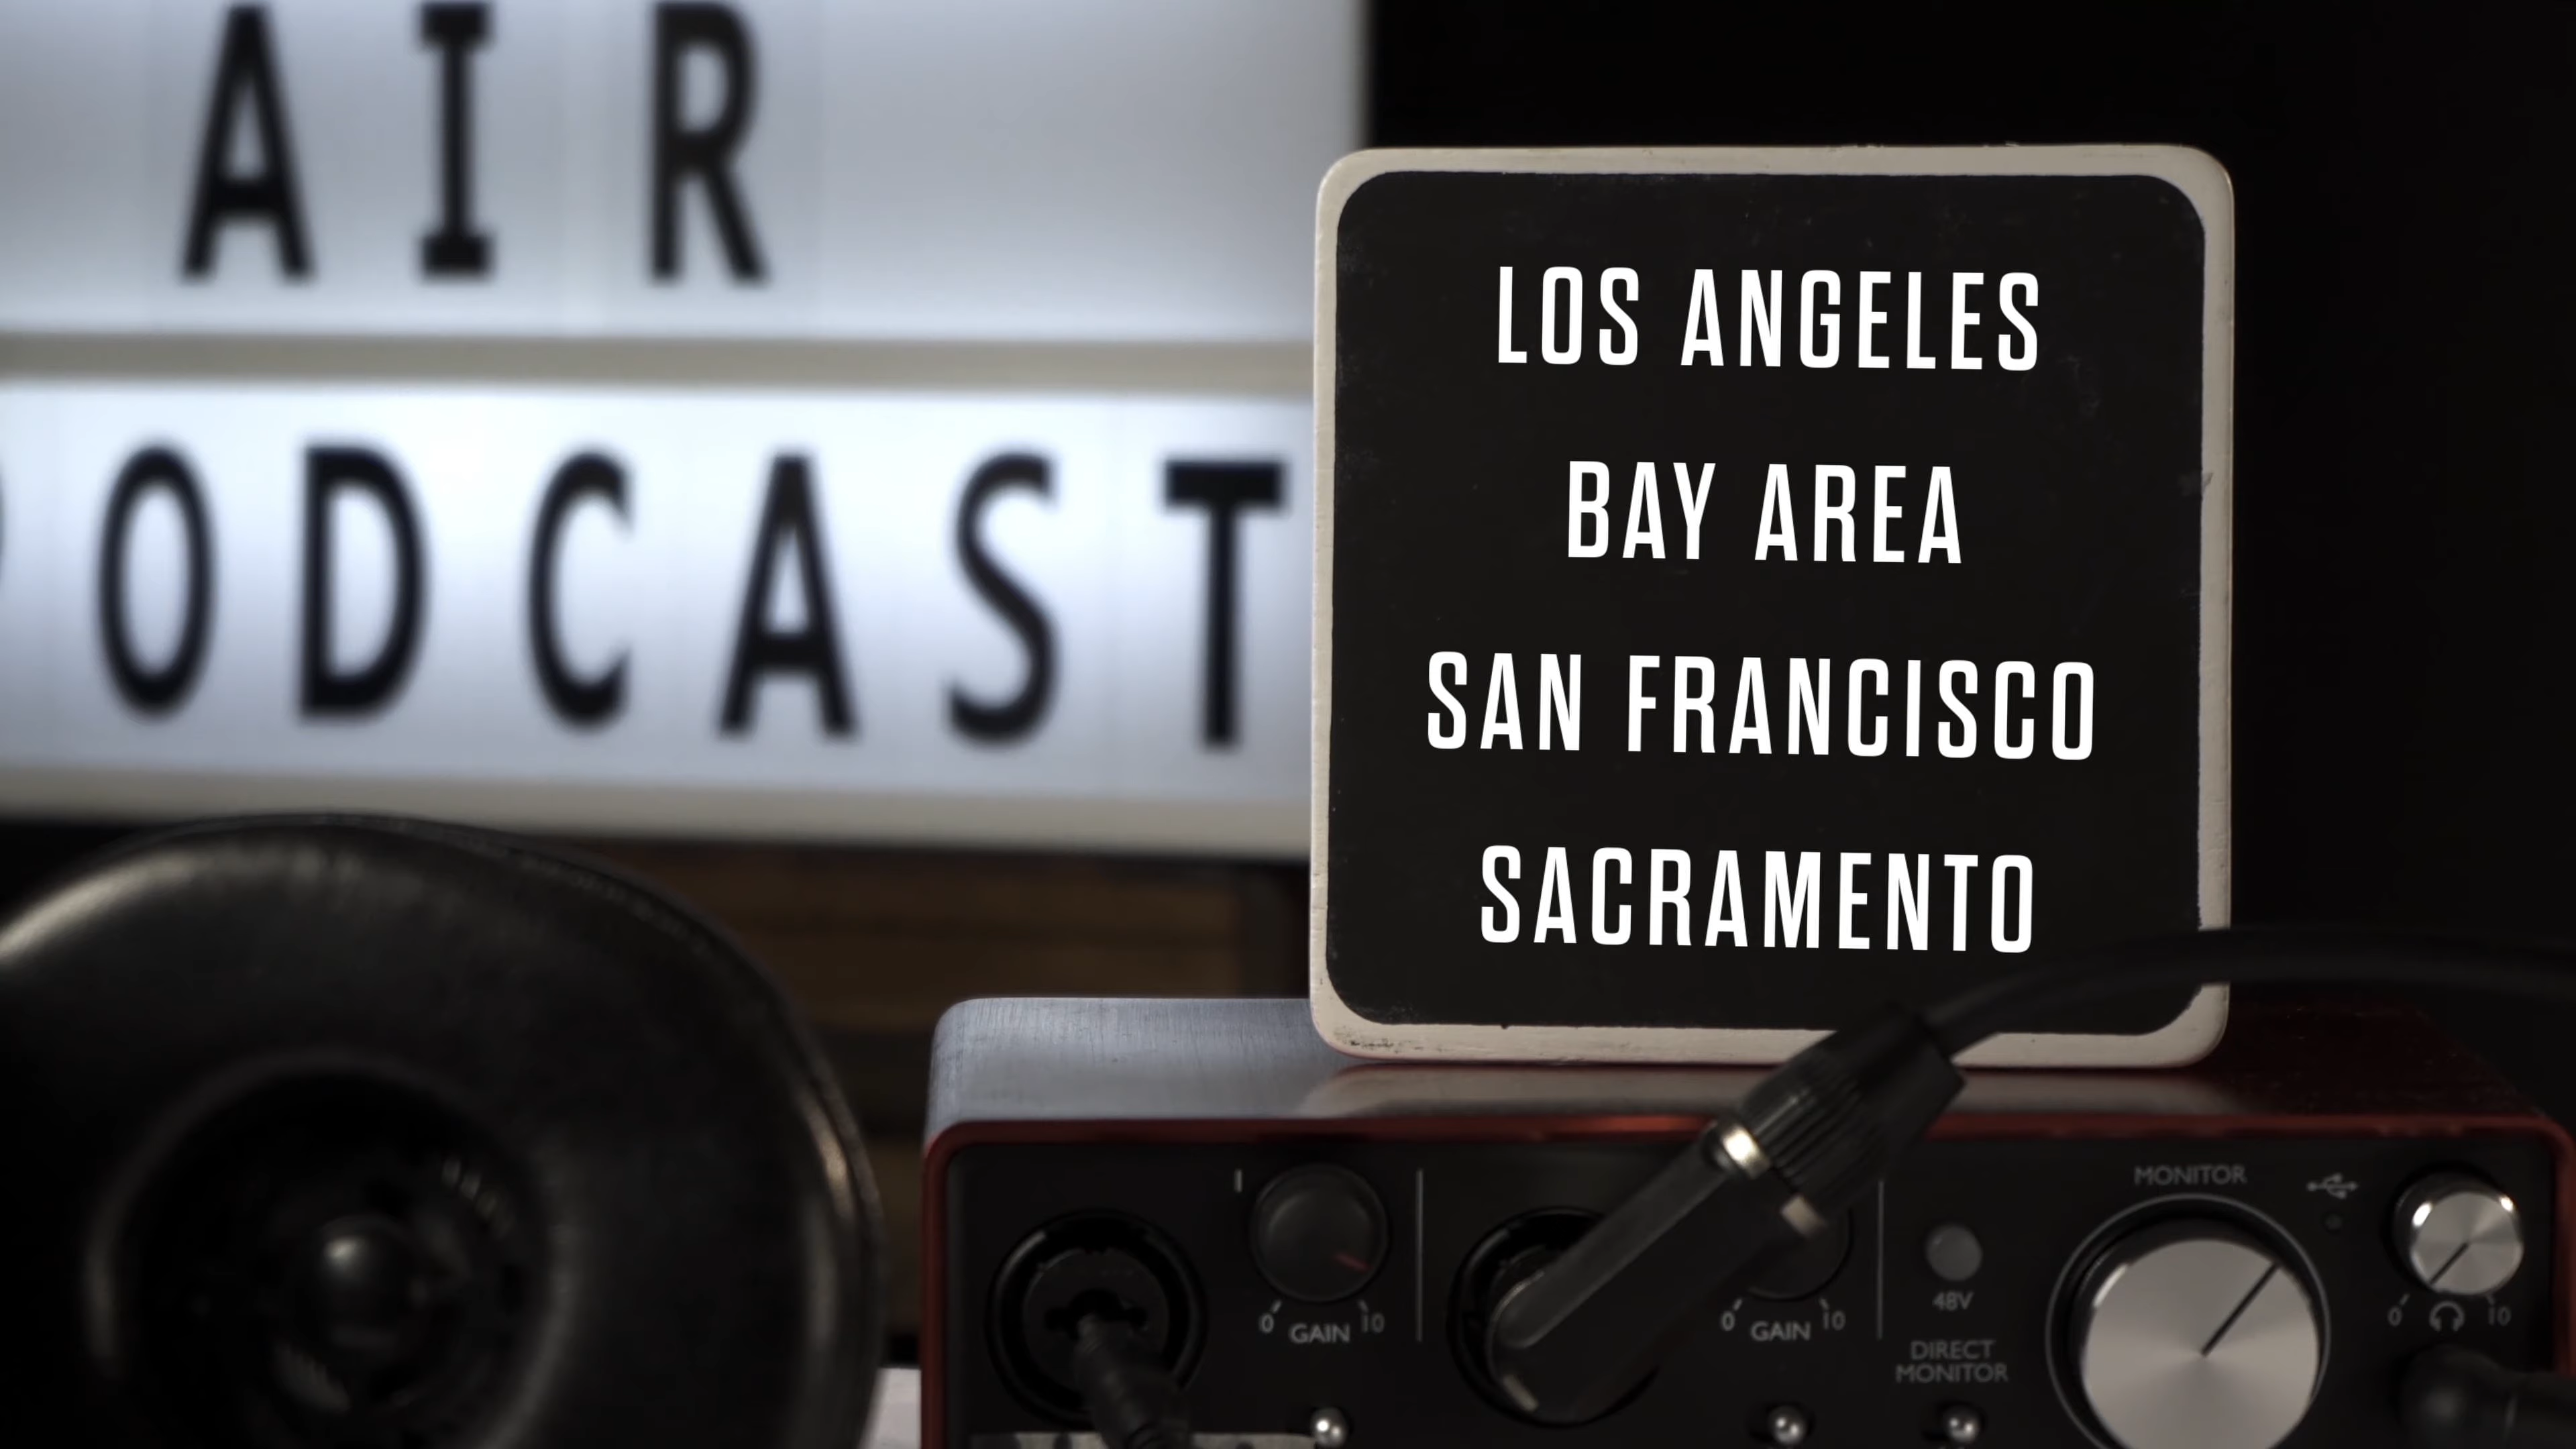 AIR
PODCAST
LOS ANGELES
BAY AREA
SAN FRANCISCO
SACRAMENTO
MONITOR
0 GAIN 10
0 GAIN 10
48V
0 10
DIRECT
MONITOR